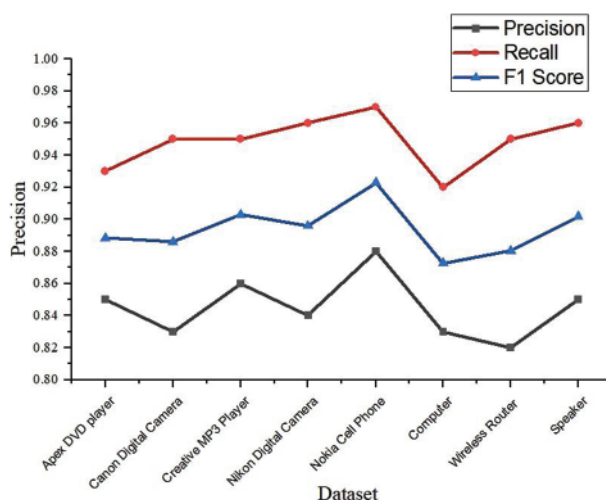 Precision
Recall
F1 Score
1.00
0.98
0.96
0.94
0.92
0.90
0.88
0.86
0.84
0.82
0.80
Precision
Apex DVD player
Canon Digital Camera
Creative MP3 Player
Nikon Digital Camera
Nokia Cell Phone
Computer
Wireless Router
Speaker
Dataset